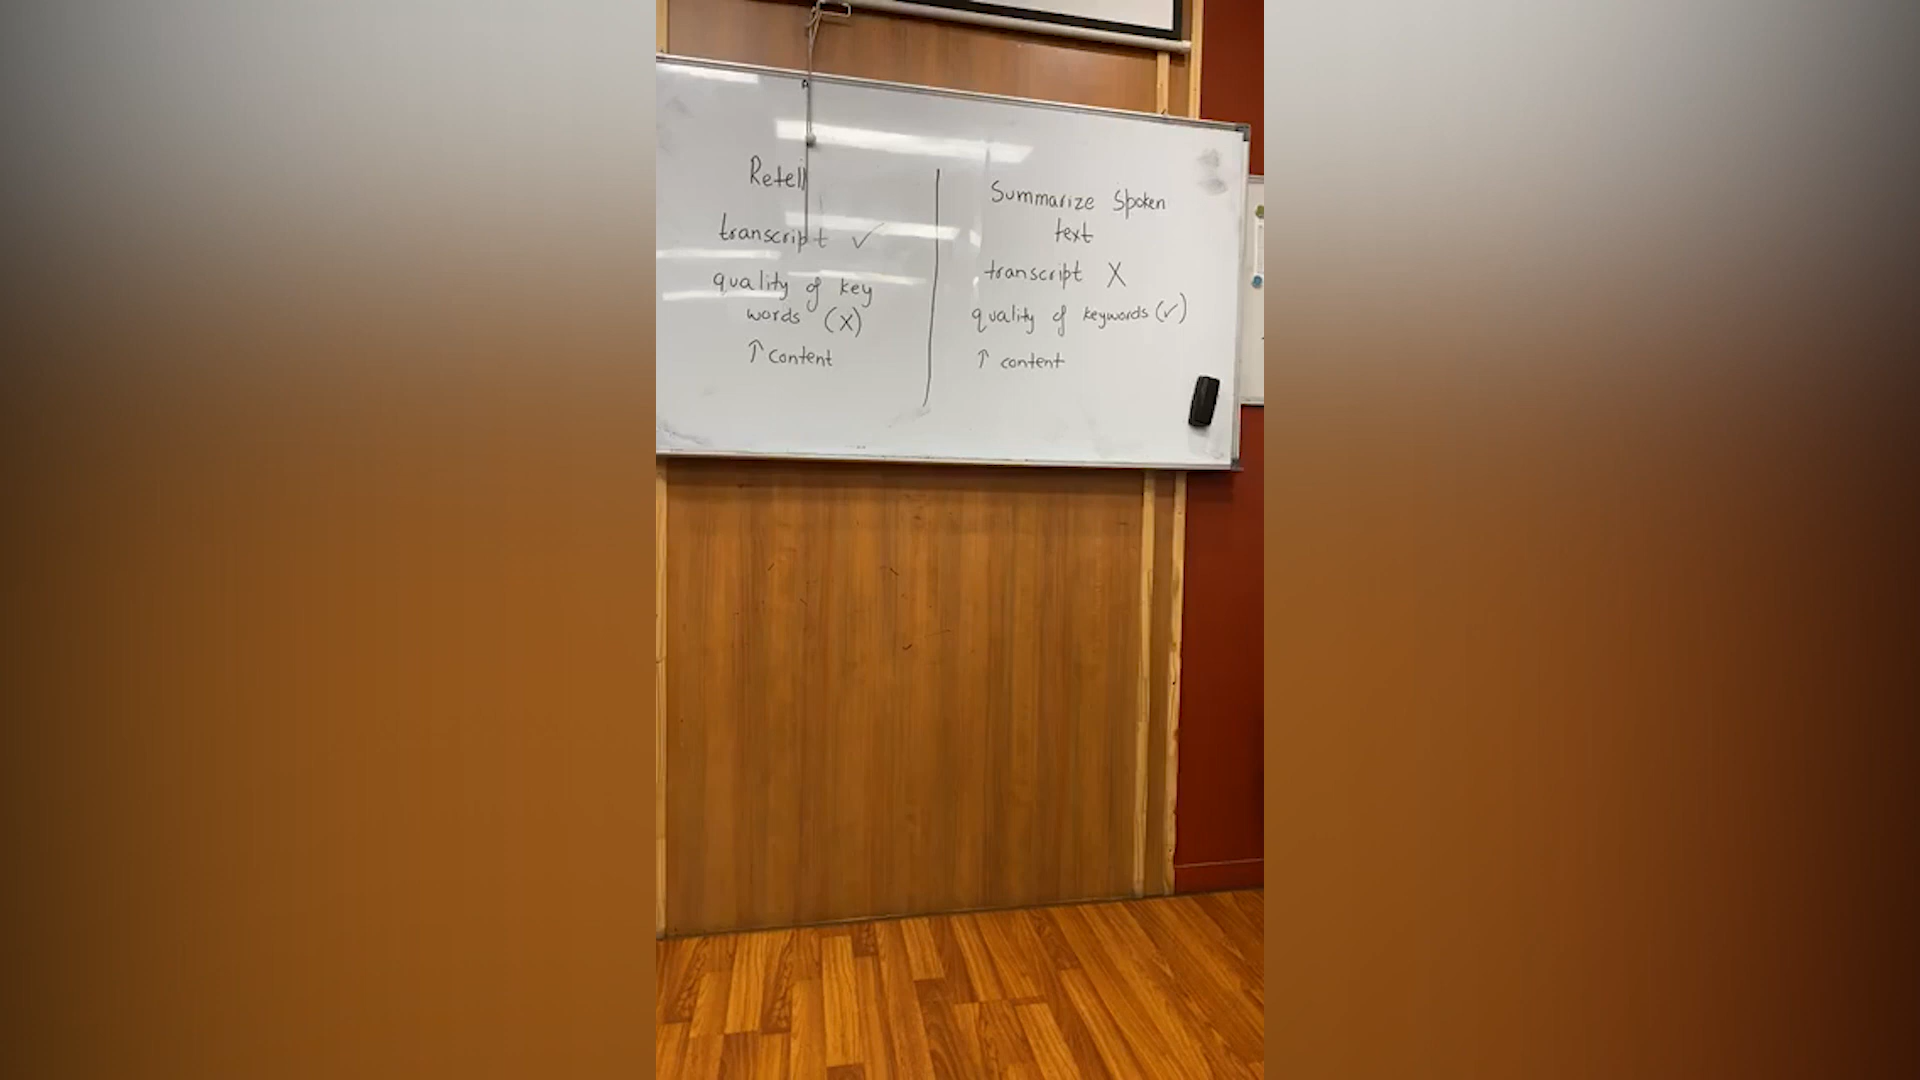 Retell
transcript ✓
quality of key
words (X)
↑ content
Summarize Spoken
text
transcript X
quality of keywords (✓)
↑ content